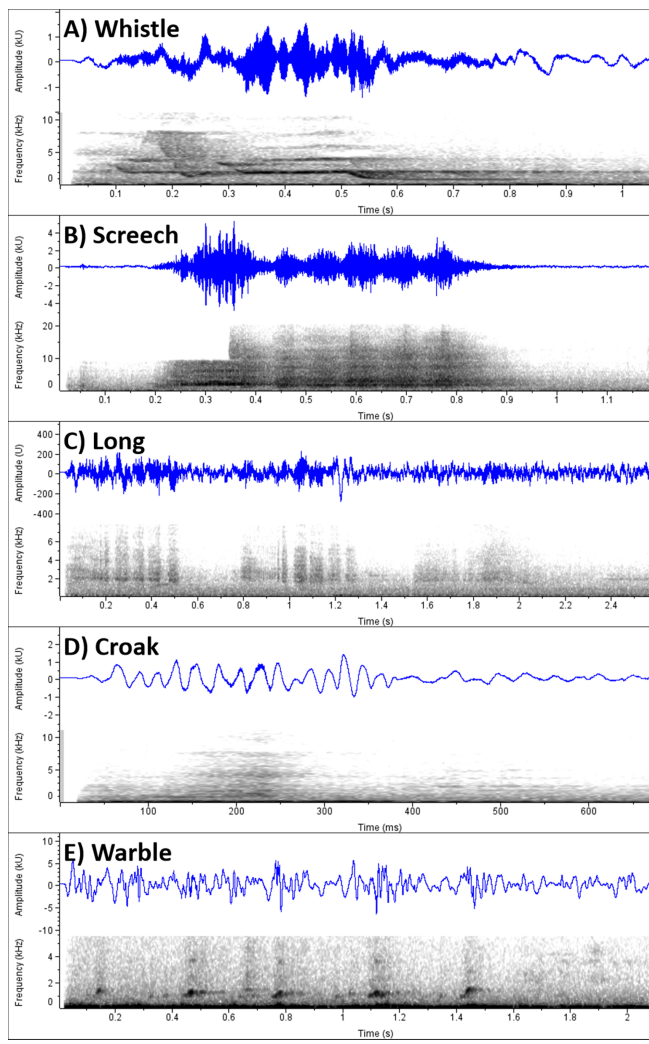 A) Whistle
Amplitude (kU)
1
0
-1
Frequency (kHz)
10
5
0
0.1 0.2 0.3 0.4 0.5 0.6 0.7 0.8 0.9 1
Time (s)
B) Screech
Amplitude (kU)
4
2
0
-2
-4
Frequency (kHz)
20
10
0
0.1 0.2 0.3 0.4 0.5 0.6 0.7 0.8 0.9 1 1.1
Time (s)
C) Long
Amplitude (U)
400
200
0
-200
-400
Frequency (kHz)
6
4
2
0.2 0.4 0.6 0.8 1 1.2 1.4 1.6 1.8 2 2.2 2.4
Time (s)
D) Croak
Amplitude (kU)
2
1
0
-1
-2
Frequency (kHz)
10
5
0
100 200 300 400 500 600
Time (ms)
E) Warble
Amplitude (kU)
10
5
0
-5
-10
Frequency (kHz)
4
2
0
0.2 0.4 0.6 0.8 1 1.2 1.4 1.6 1.8 2
Time (s)